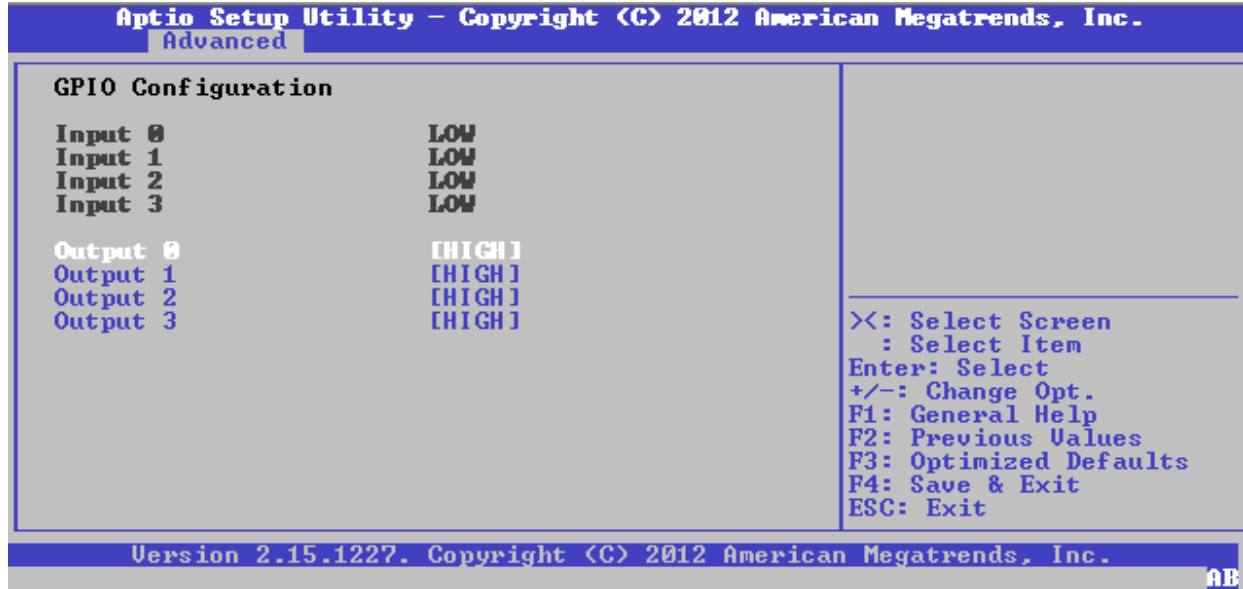 Aptio Setup Utility – Copyright (C) 2012 American Megatrends, Inc.
Advanced
GPIO Configuration
Input 0 LOW
Input 1 LOW
Input 2 LOW
Input 3 LOW
Output 0 [HIGH]
Output 1 [HIGH]
Output 2 [HIGH]
Output 3 [HIGH]
><: Select Screen
: Select Item
Enter: Select
+/-: Change Opt.
F1: General Help
F2: Previous Values
F3: Optimized Defaults
F4: Save & Exit
ESC: Exit
Version 2.15.1227. Copyright (C) 2012 American Megatrends, Inc.
AB